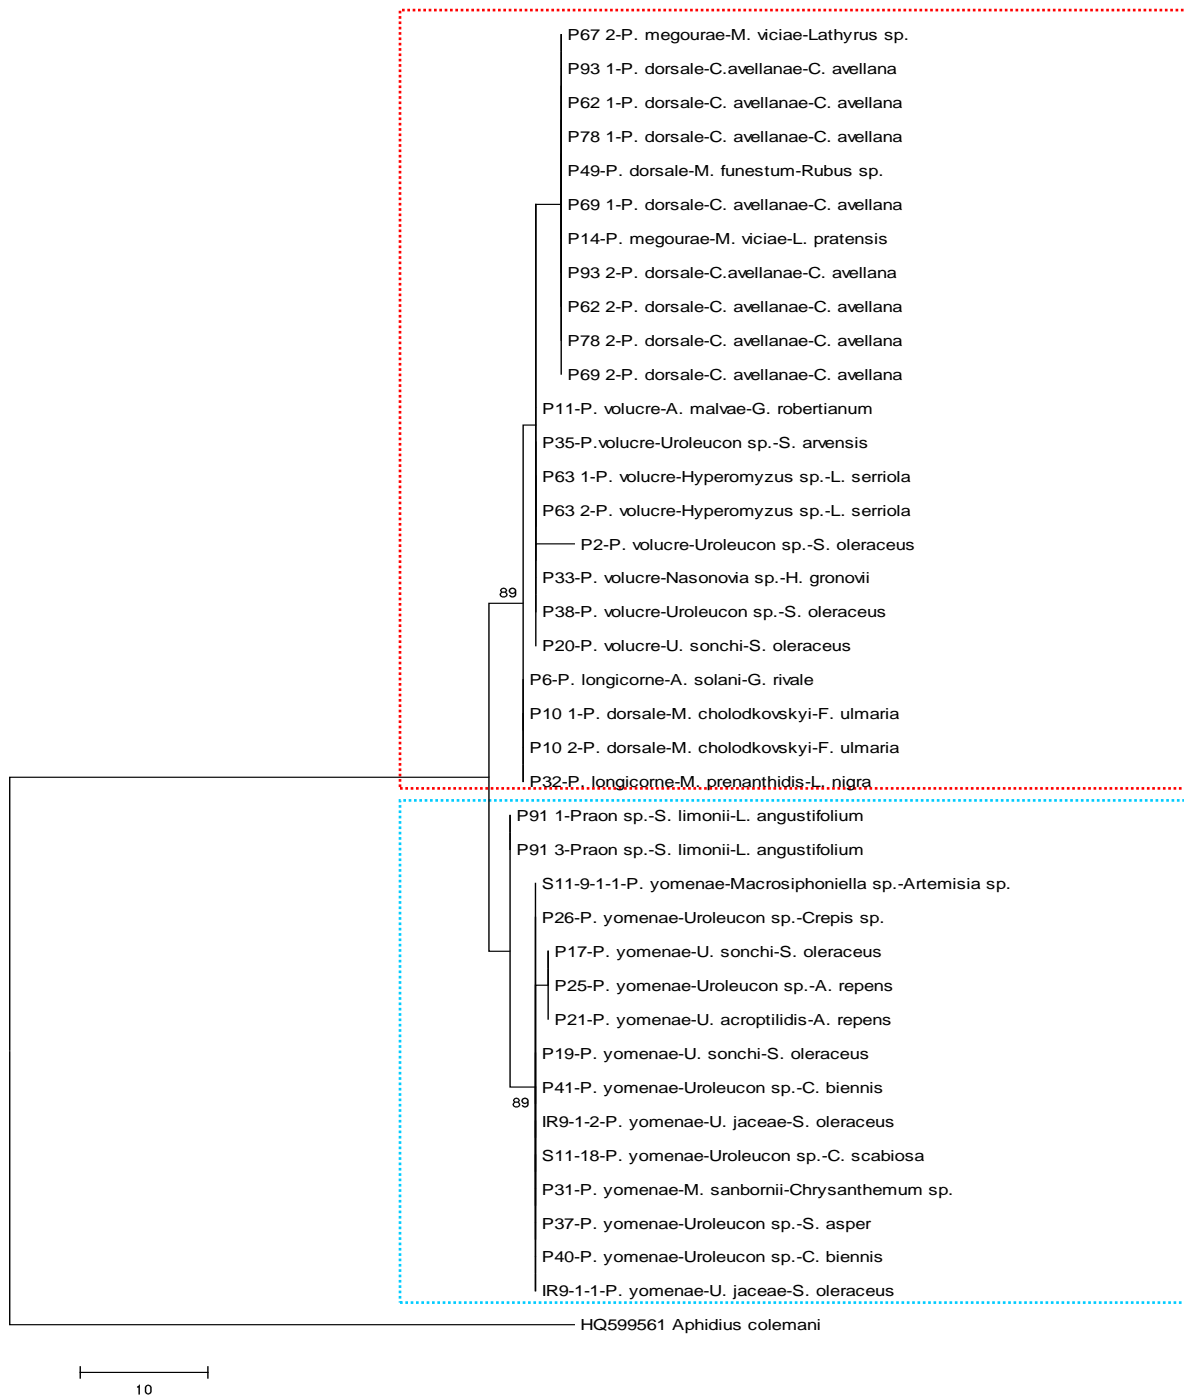 P67 2-P. megourae-M. viciae-Lathyrus sp.
P93 1-P. dorsale-C.avellanae-C. avellana
P62 1-P. dorsale-C. avellanae-C. avellana
P78 1-P. dorsale-C. avellanae-C. avellana
P49-P. dorsale-M. funestum-Rubus sp.
P69 1-P. dorsale-C. avellanae-C. avellana
P14-P. megourae-M. viciae-L. pratensis
P93 2-P. dorsale-C.avellanae-C. avellana
P62 2-P. dorsale-C. avellanae-C. avellana
P78 2-P. dorsale-C. avellanae-C. avellana
P69 2-P. dorsale-C. avellanae-C. avellana
P11-P. volucre-A. malvae-G. robertianum
P35-P.volucre-Uroleucon sp.-S. arvensis
P63 1-P. volucre-Hyperomyzus sp.-L. serriola
P63 2-P. volucre-Hyperomyzus sp.-L. serriola
P2-P. volucre-Uroleucon sp.-S. oleraceus
P33-P. volucre-Nasonovia sp.-H. gronovii
89
P38-P. volucre-Uroleucon sp.-S. oleraceus
P20-P. volucre-U. sonchi-S. oleraceus
P6-P. longicorne-A. solani-G. rivale
P10 1-P. dorsale-M. cholodkovskyi-F. ulmaria
P10 2-P. dorsale-M. cholodkovskyi-F. ulmaria
P32-P. longicorne-M. prenanthidis-L. nigra
P91 1-Praon sp.-S. limonii-L. angustifolium
P91 3-Praon sp.-S. limonii-L. angustifolium
S11-9-1-1-P. yomenae-Macrosiphoniella sp.-Artemisia sp.
P26-P. yomenae-Uroleucon sp.-Crepis sp.
P17-P. yomenae-U. sonchi-S. oleraceus
P25-P. yomenae-Uroleucon sp.-A. repens
P21-P. yomenae-U. acroptilidis-A. repens
P19-P. yomenae-U. sonchi-S. oleraceus
P41-P. yomenae-Uroleucon sp.-C. biennis
89
IR9-1-2-P. yomenae-U. jaceae-S. oleraceus
S11-18-P. yomenae-Uroleucon sp.-C. scabiosa
P31-P. yomenae-M. sanbornii-Chrysanthemum sp.
P37-P. yomenae-Uroleucon sp.-S. asper
P40-P. yomenae-Uroleucon sp.-C. biennis
IR9-1-1-P. yomenae-U. jaceae-S. oleraceus
HQ599561 Aphidius colemani
10